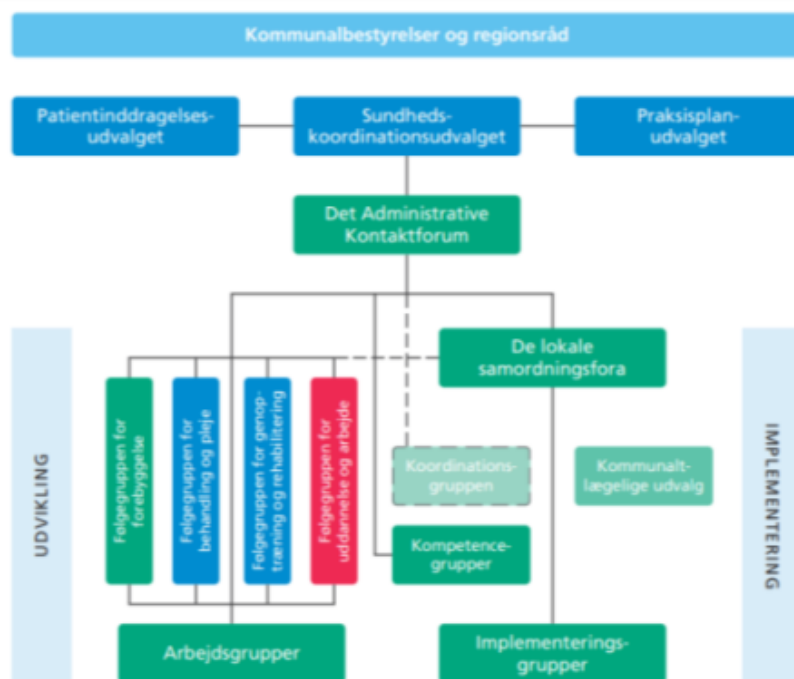 Kommunalbestyrelser og regionsråd
Patientinddragelses-
udvalget
Sundheds-
koordinationsudvalget
Praksisplan-
udvalget
Det Administrative
Kontaktforum
De lokale
samordningsfora
UDVIKLING
Følgegruppen for
forebyggelse
Følgegruppen for
behandling og pleje
Følgegruppen for genop-
træning og rehabilitering
Følgegruppen for
uddannelse og arbejde
Koordinations-
gruppen
Kommunalt-
lægelige udvalg
IMPLEMENTERING
Kompetence-
grupper
Arbejdsgrupper
Implementerings-
grupper